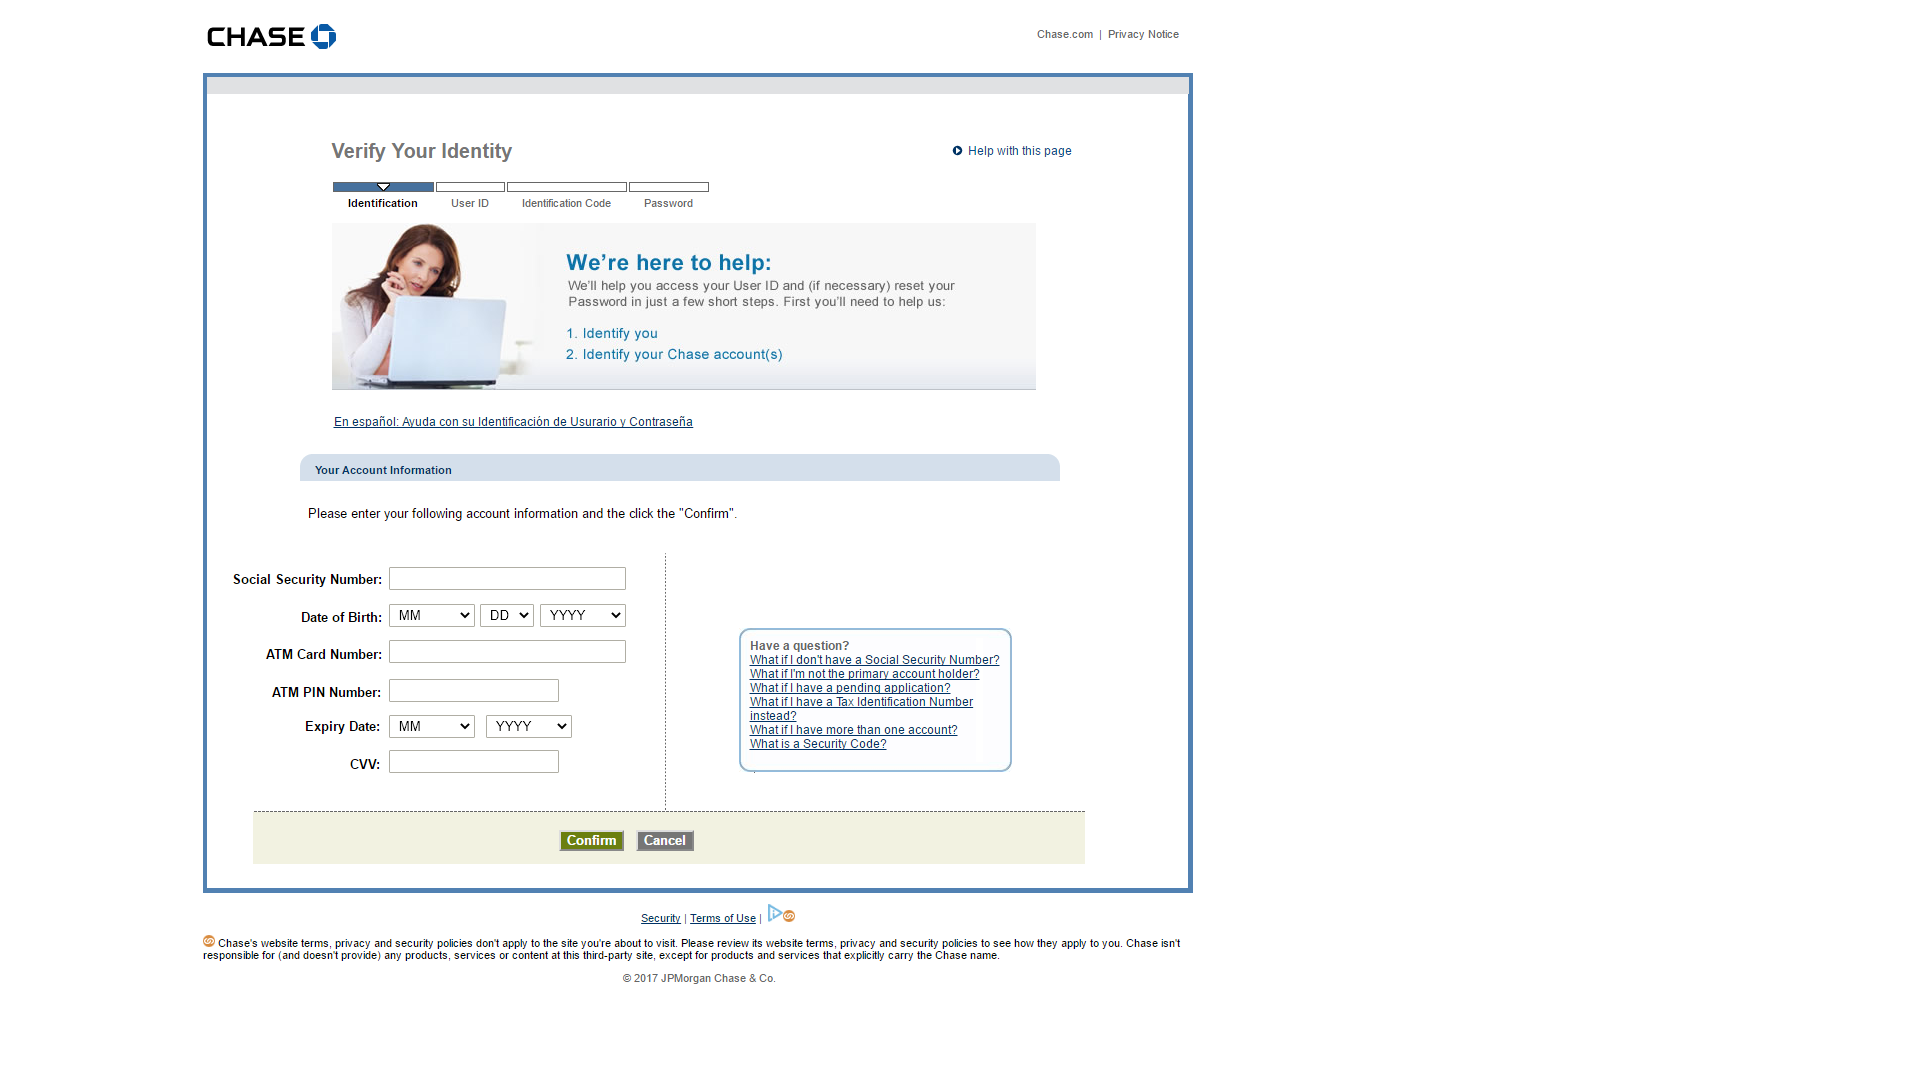 CHASE
Chase.com | Privacy Notice
Verify Your Identity
Help with this page
Identification
User ID
Identification Code
Password
We're here to help:
We'll help you access your User ID and (if necessary) reset your
Password in just a few short steps. First you'll need to help us:
1. Identify you
2. Identify your Chase account(s)
En español: Ayuda con su Identificación de Usurario y Contraseña
Your Account Information
Please enter your following account information and the click the "Confirm".
Social Security Number:
Date of Birth: MM DD YYYY
ATM Card Number:
ATM PIN Number:
Expiry Date: MM YYYY
CVV:
Have a question?
What if I don't have a Social Security Number?
What if I'm not the primary account holder?
What if I have a pending application?
What if I have a Tax Identification Number
instead?
What if I have more than one account?
What is a Security Code?
Confirm Cancel
Security | Terms of Use |
Chase's website terms, privacy and security policies don't apply to the site you're about to visit. Please review its website terms, privacy and security policies to see how they apply to you. Chase isn't
responsible for (and doesn't provide) any products, services or content at this third-party site, except for products and services that explicitly carry the Chase name.
© 2017 JPMorgan Chase & Co.